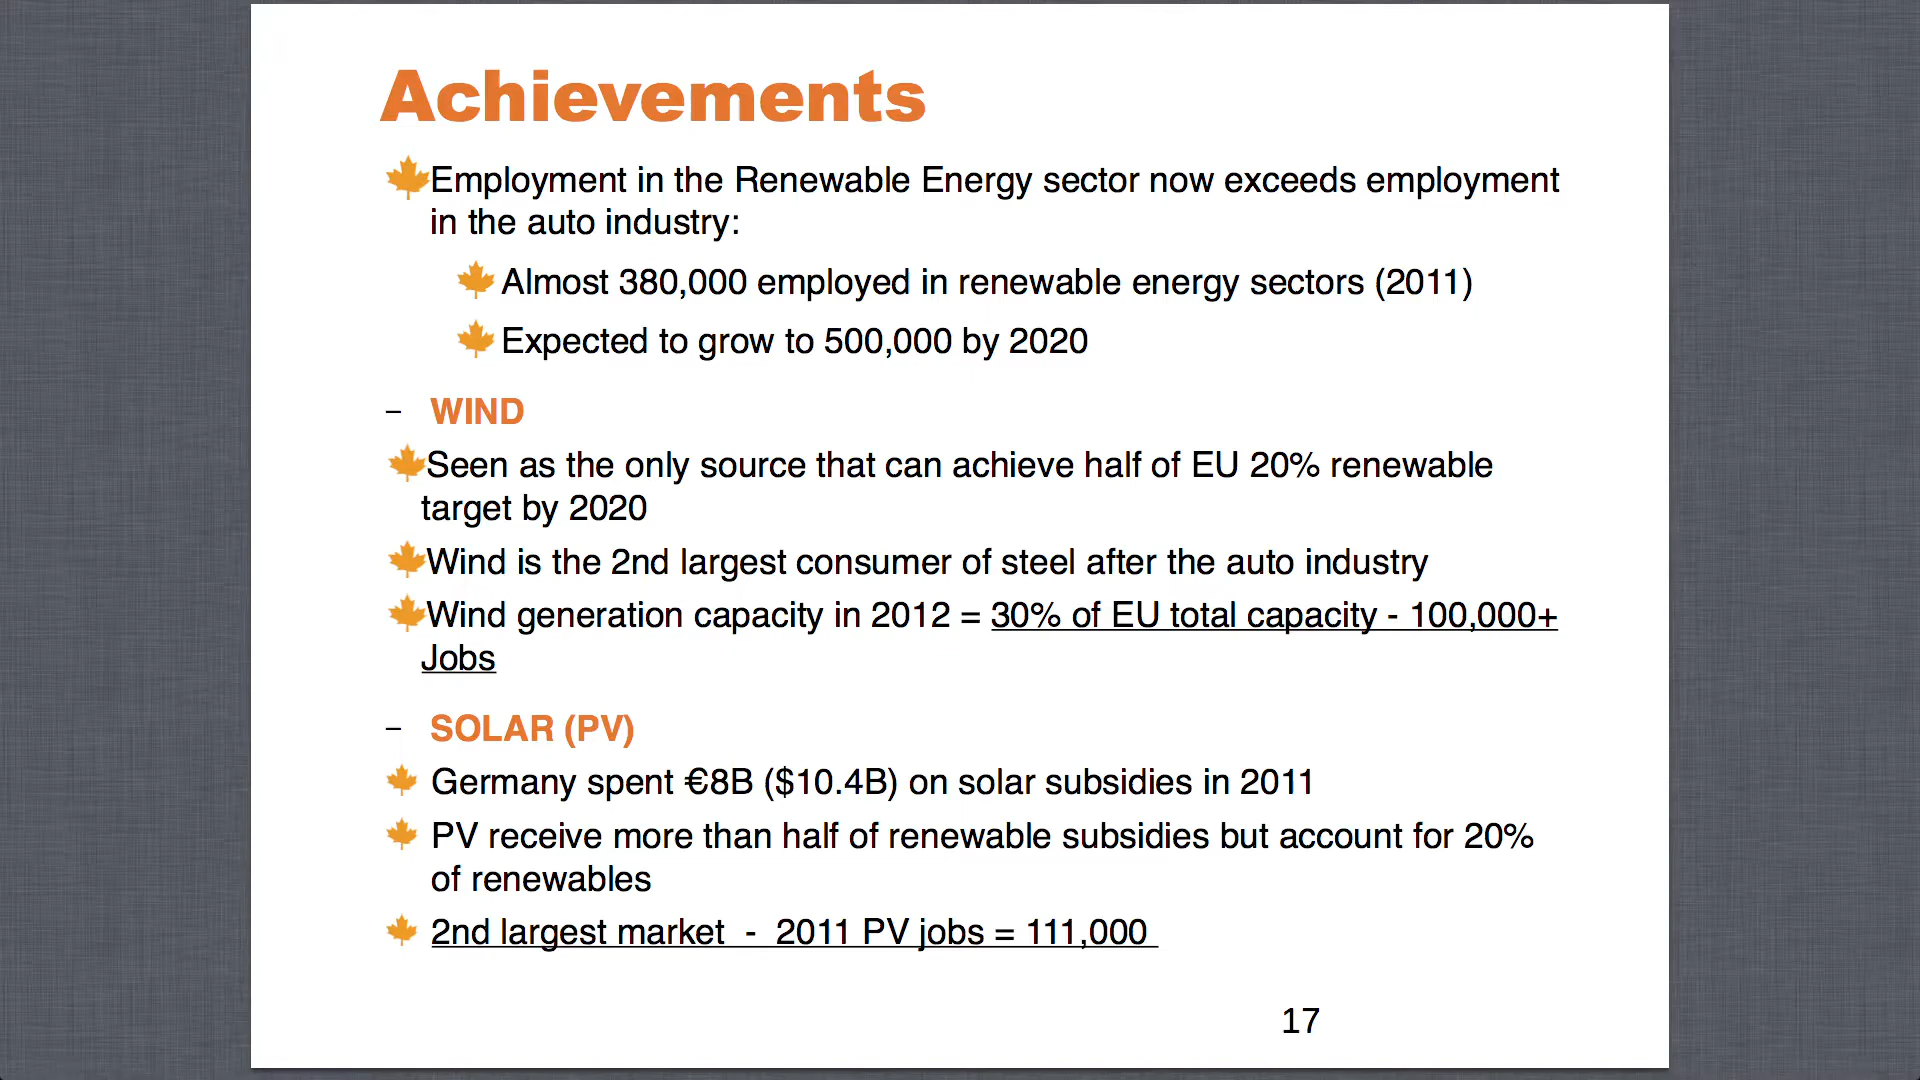 Achievements
Employment in the Renewable Energy sector now exceeds employment
in the auto industry:
Almost 380,000 employed in renewable energy sectors (2011)
Expected to grow to 500,000 by 2020
– WIND
Seen as the only source that can achieve half of EU 20% renewable
target by 2020
Wind is the 2nd largest consumer of steel after the auto industry
Wind generation capacity in 2012 = 30% of EU total capacity - 100,000+
Jobs
– SOLAR (PV)
Germany spent €8B ($10.4B) on solar subsidies in 2011
PV receive more than half of renewable subsidies but account for 20%
of renewables
2nd largest market - 2011 PV jobs = 111,000
17